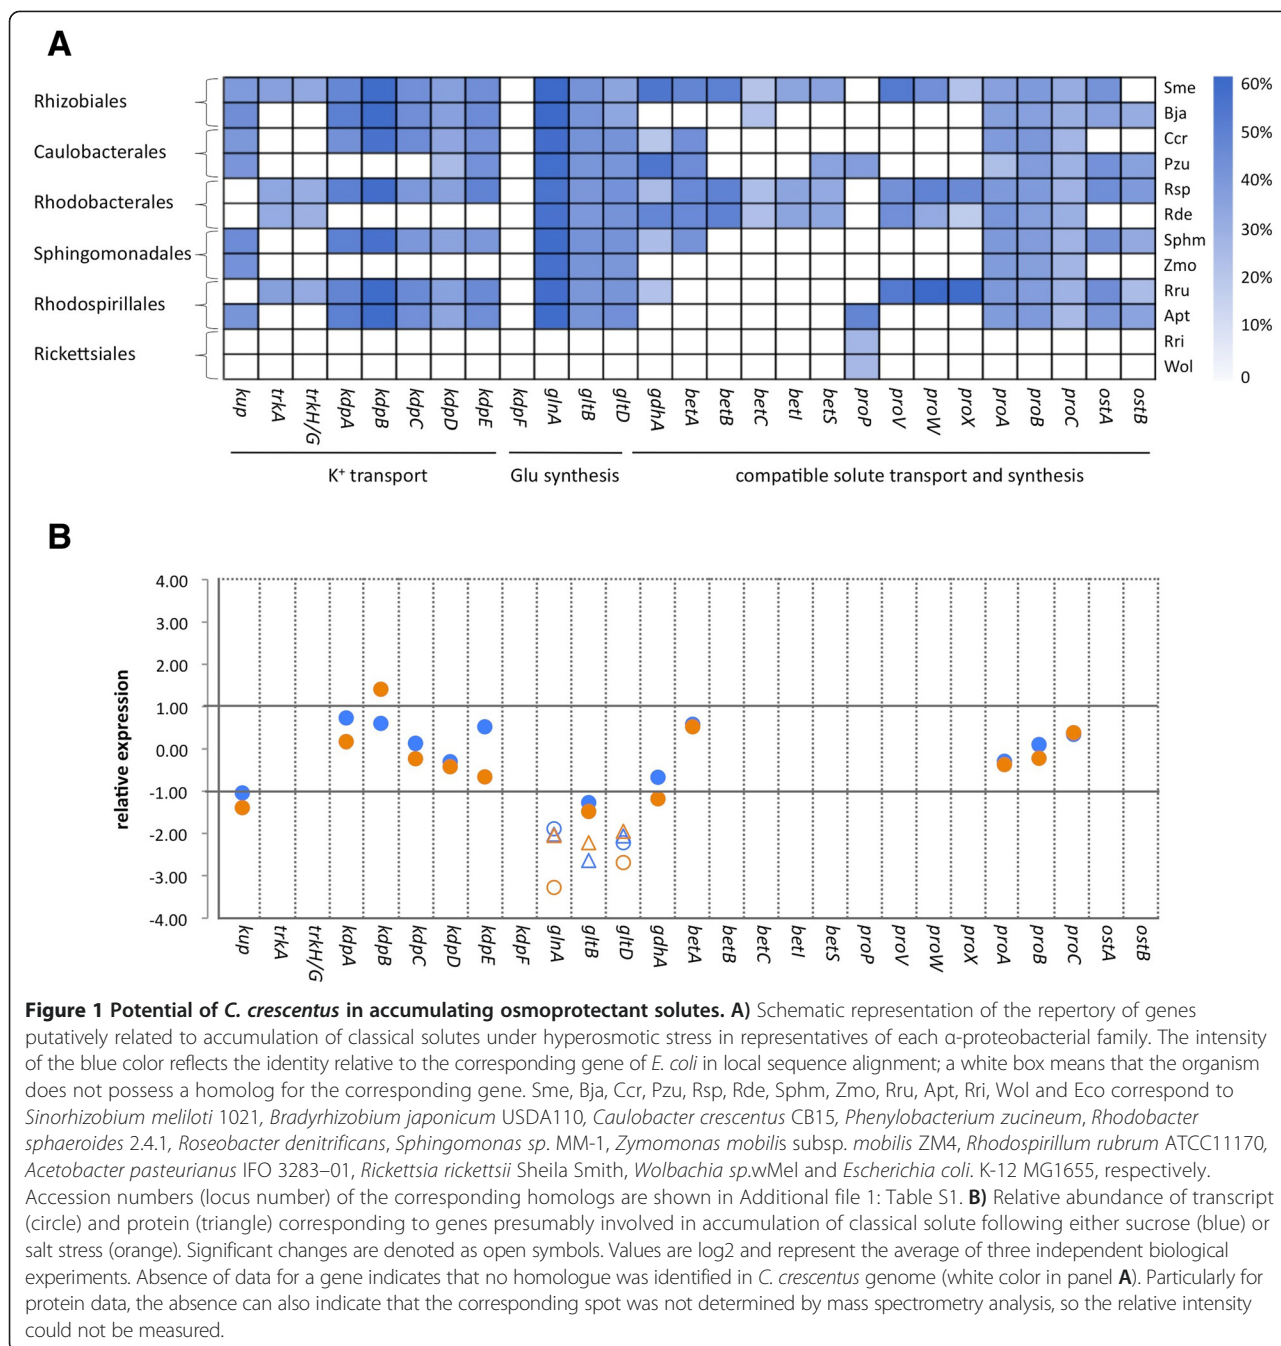 A
Rhizobiales
Caulobacterales
Rhodobacterales
Sphingomonadales
Rhodospirillales
Rickettsiales
Sme
Bja
Ccr
Pzu
Rsp
Rde
Sphm
Zmo
Rru
Apt
Rri
Wol
60%
50%
40%
30%
20%
10%
0
kup trkA trkH/G kdpA kdpB kdpC kdpD kdpE kdpF glnA gltB gltD gdhA betA betB betC betI betS proP proV proW proX proA proB proC ostA ostB
K⁺ transport Glu synthesis compatible solute transport and synthesis
B
relative expression
4.00
3.00
2.00
1.00
0.00
-1.00
-2.00
-3.00
-4.00
kup trkA trkH/G kdpA kdpB kdpC kdpD kdpE kdpF glnA gltB gltD gdhA betA betB betC betI betS proP proV proW proX proA proB proC ostA ostB
Figure 1 Potential of C. crescentus in accumulating osmoprotectant solutes. A) Schematic representation of the repertory of genes
putatively related to accumulation of classical solutes under hyperosmotic stress in representatives of each α-proteobacterial family. The intensity
of the blue color reflects the identity relative to the corresponding gene of E. coli in local sequence alignment; a white box means that the organism
does not possess a homolog for the corresponding gene. Sme, Bja, Ccr, Pzu, Rsp, Rde, Sphm, Zmo, Rru, Apt, Rri, Wol and Eco correspond to
Sinorhizobium meliloti 1021, Bradyrhizobium japonicum USDA110, Caulobacter crescentus CB15, Phenylobacterium zucineum, Rhodobacter
sphaeroides 2.4.1, Roseobacter denitrificans, Sphingomonas sp. MM-1, Zymomonas mobilis subsp. mobilis ZM4, Rhodospirillum rubrum ATCC11170,
Acetobacter pasteurianus IFO 3283–01, Rickettsia rickettsii Sheila Smith, Wolbachia sp.wMel and Escherichia coli. K-12 MG1655, respectively.
Accession numbers (locus number) of the corresponding homologs are shown in Additional file 1: Table S1. B) Relative abundance of transcript
(circle) and protein (triangle) corresponding to genes presumably involved in accumulation of classical solute following either sucrose (blue) or
salt stress (orange). Significant changes are denoted as open symbols. Values are log2 and represent the average of three independent biological
experiments. Absence of data for a gene indicates that no homologue was identified in C. crescentus genome (white color in panel A). Particularly for
protein data, the absence can also indicate that the corresponding spot was not determined by mass spectrometry analysis, so the relative intensity
could not be measured.